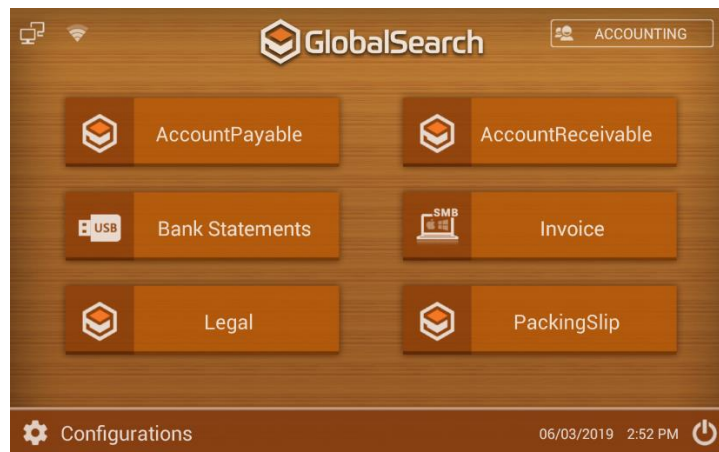 GlobalSearch
ACCOUNTING
AccountPayable
AccountReceivable
USB
Bank Statements
SMB
Invoice
Legal
PackingSlip
Configurations
06/03/2019 2:52 PM